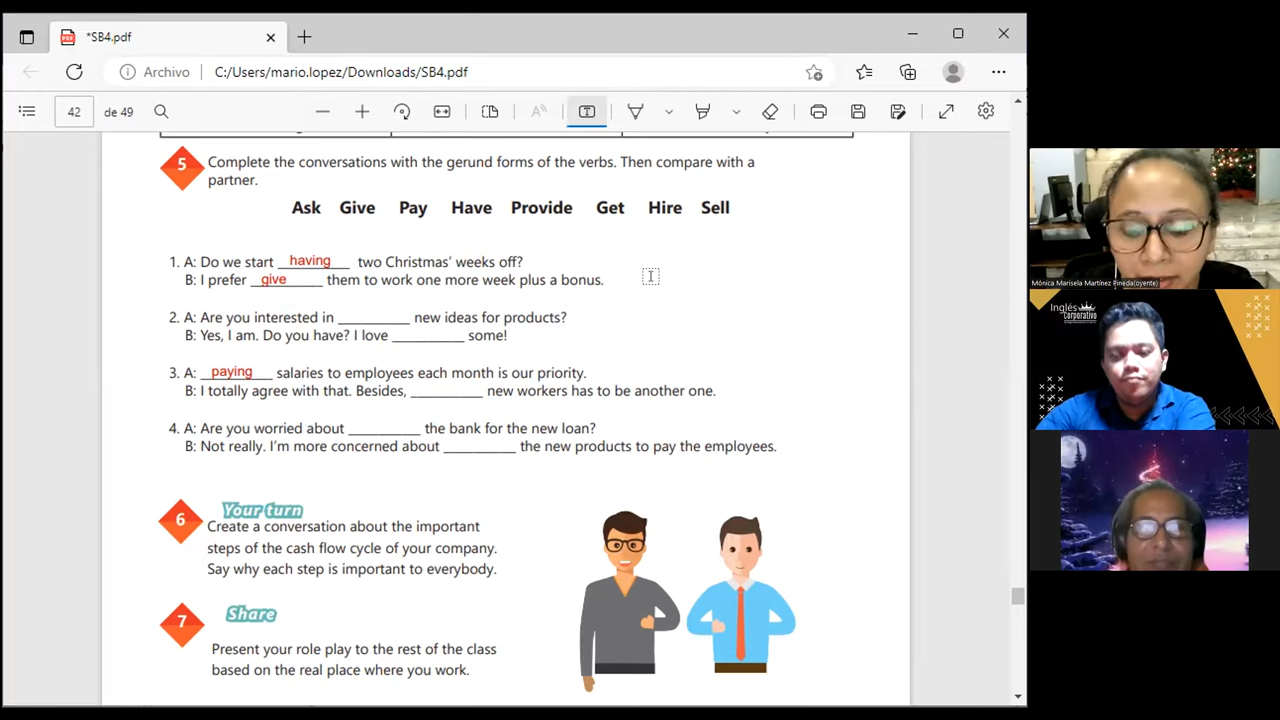 *SB4.pdf
Archivo
C:/Users/mario.lopez/Downloads/SB4.pdf
42 de 49
5 Complete the conversations with the gerund forms of the verbs. Then compare with a
partner.
Ask Give Pay Have Provide Get Hire Sell
1. A: Do we start having two Christmas’ weeks off?
B: I prefer give them to work one more week plus a bonus.
2. A: Are you interested in __________ new ideas for products?
B: Yes, I am. Do you have? I love __________ some!
3. A: paying salaries to employees each month is our priority.
B: I totally agree with that. Besides, __________ new workers has to be another one.
4. A: Are you worried about __________ the bank for the new loan?
B: Not really. I’m more concerned about __________ the new products to pay the employees.
6 Your turn
Create a conversation about the important
steps of the cash flow cycle of your company.
Say why each step is important to everybody.
7 Share
Present your role play to the rest of the class
based on the real place where you work.
Mónica Marisela Martínez Pineda(oyente)
Inglés
Corporativo